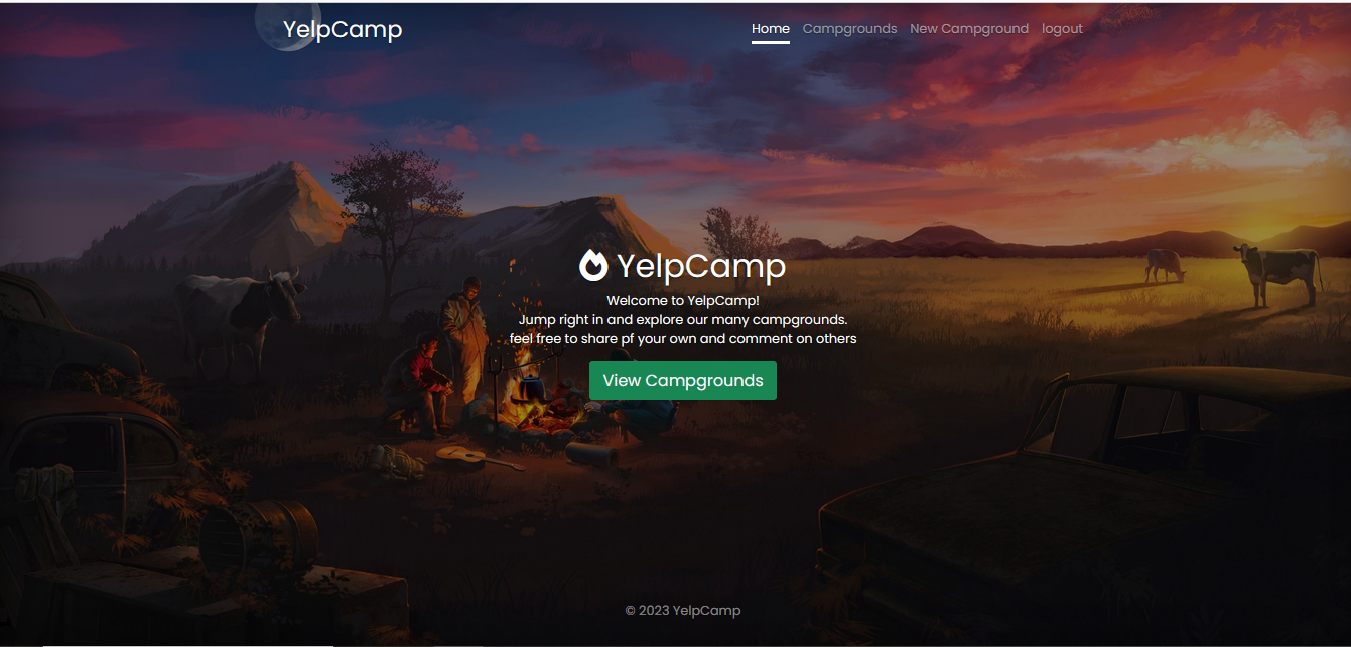 YelpCamp
Home Campgrounds New Campground logout
YelpCamp
Welcome to YelpCamp!
Jump right in and explore our many campgrounds.
feel free to share pf your own and comment on others
View Campgrounds
© 2023 YelpCamp